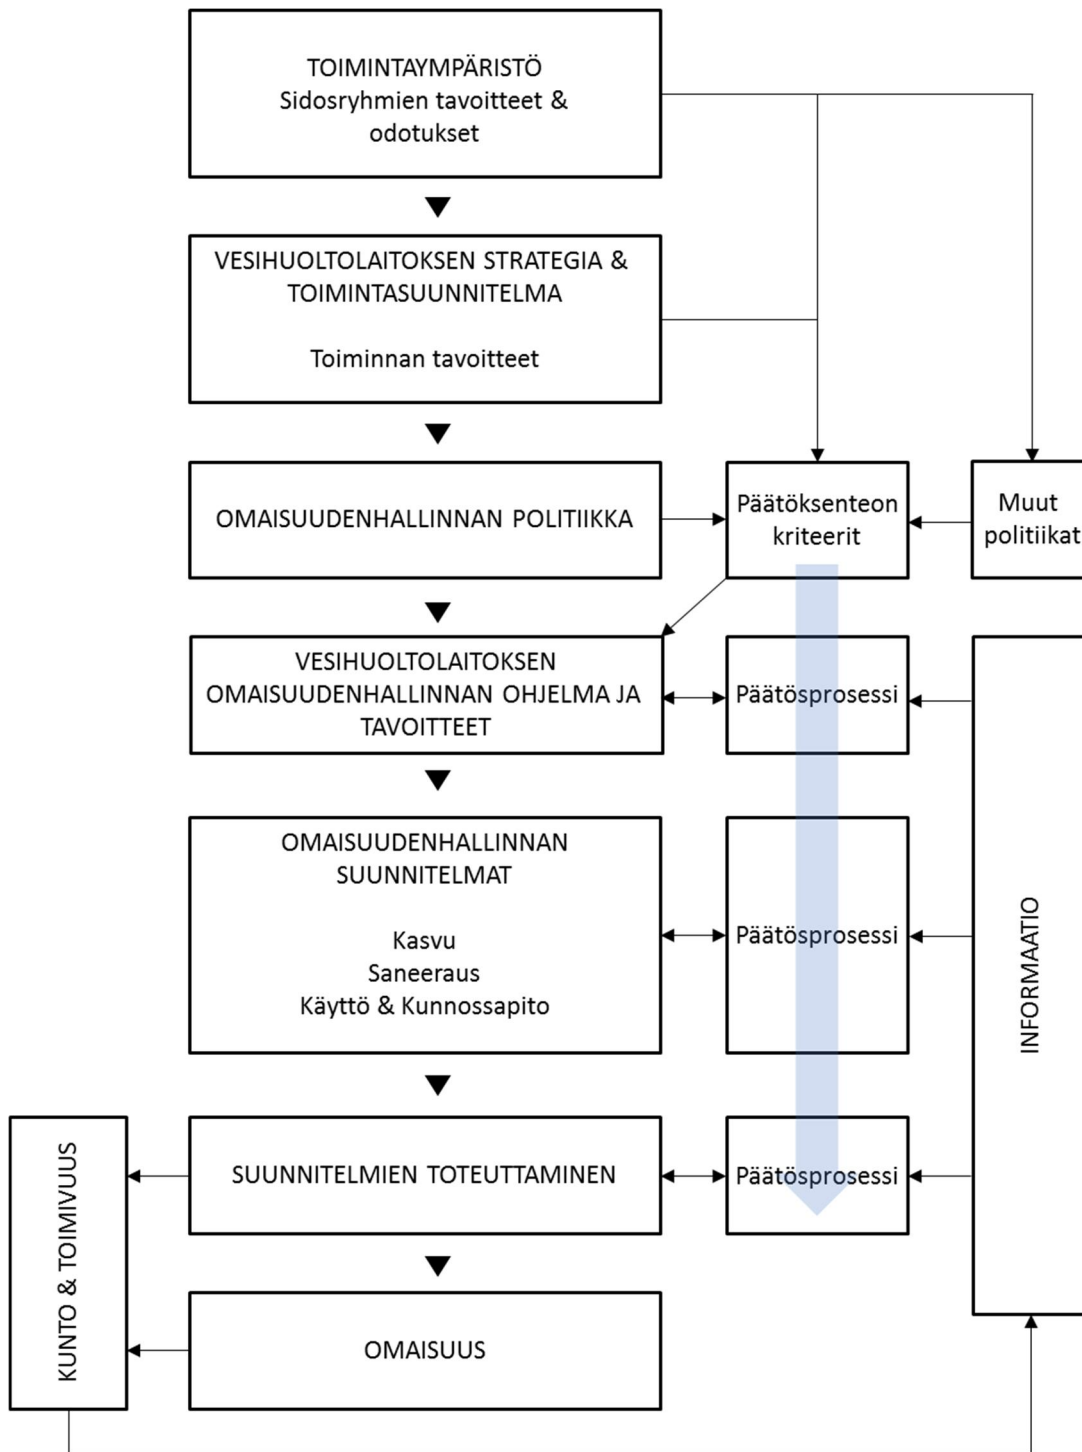 TOIMINTAYMPÄRISTÖ
Sidosryhmien tavoitteet &
odotukset
VESIHUOLTOLAITOKSEN STRATEGIA &
TOIMINTASUUNNITELMA
Toiminnan tavoitteet
OMAISUUDENHALLINNAN POLITIIKKA
Päätöksenteon
kriteerit
Muut
politiikat
VESIHUOLTOLAITOKSEN
OMAISUUDENHALLINNAN OHJELMA JA
TAVOITTEET
Päätösprosessi
OMAISUUDENHALLINNAN
SUUNNITELMAT
Kasvu
Saneeraus
Käyttö & Kunnossapito
Päätösprosessi
INFORMAATIO
SUUNNITELMIEN TOTEUTTAMINEN
Päätösprosessi
KUNTO & TOIMIVUUS
OMAISUUS